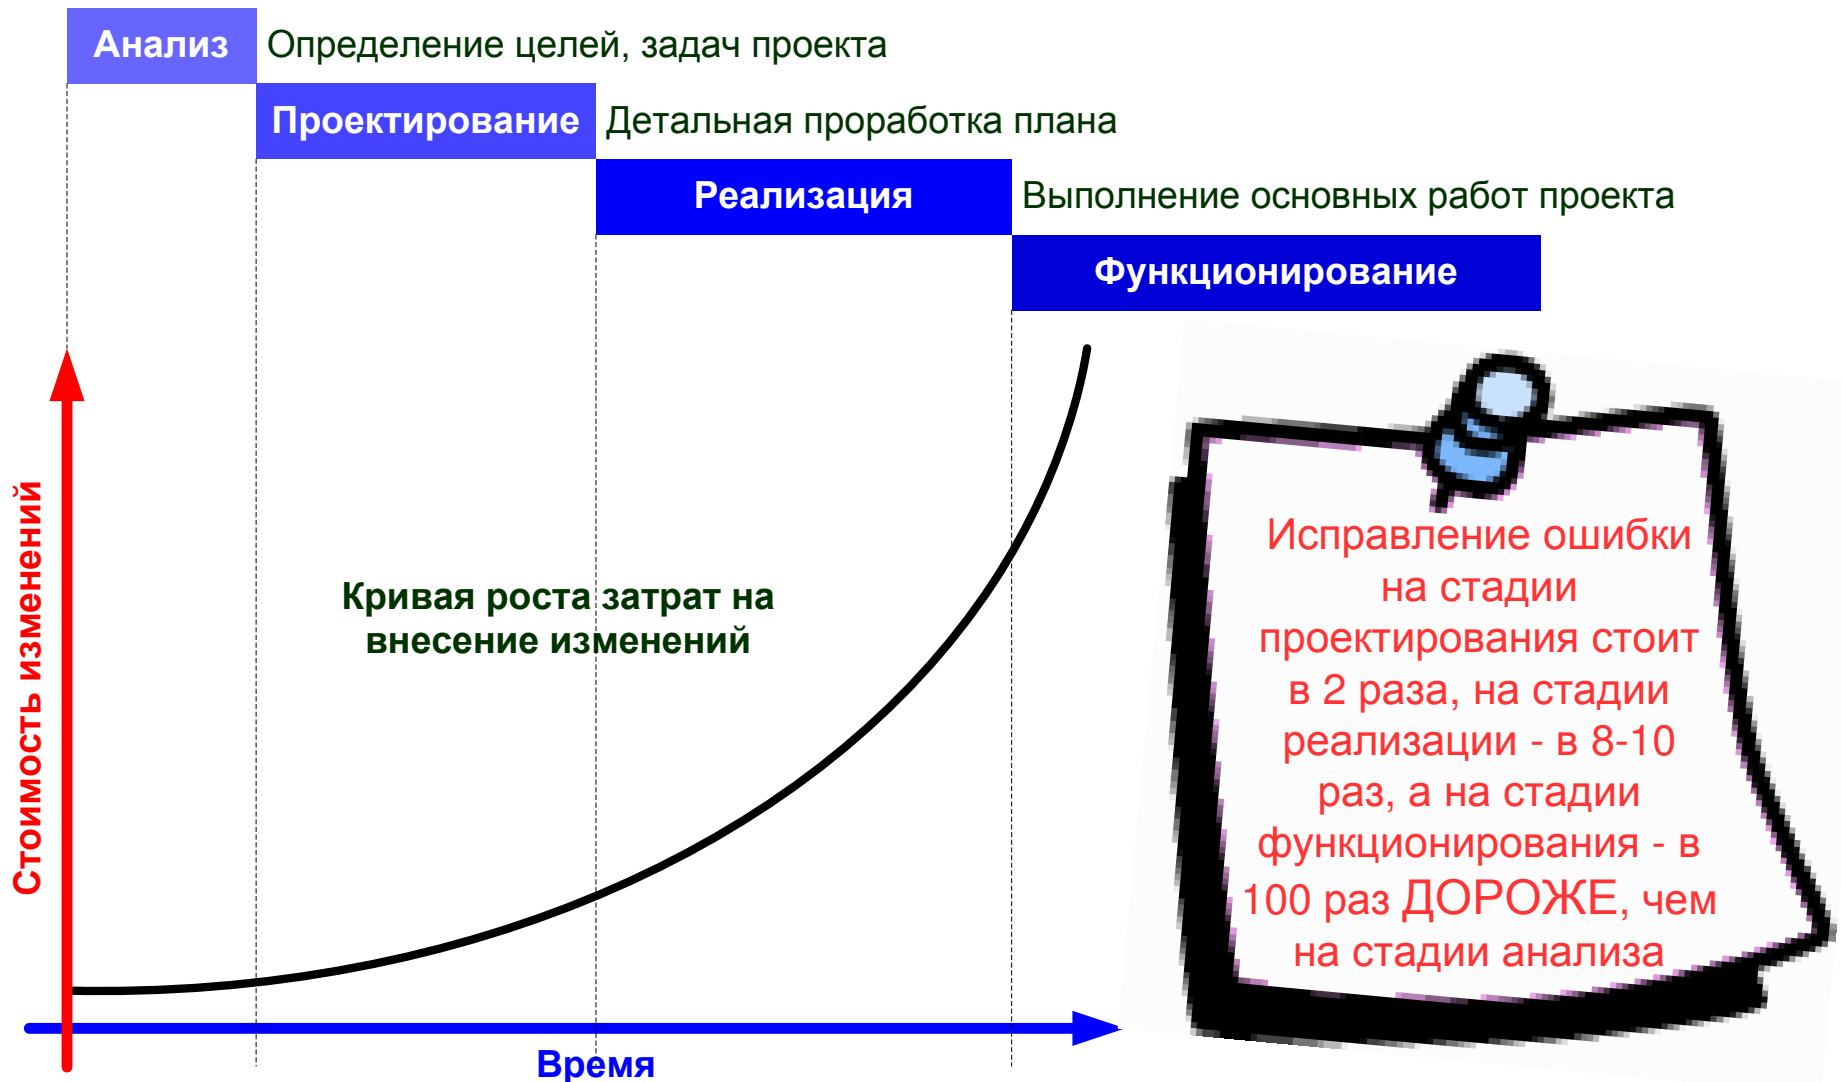 Анализ
Определение целей, задач проекта
Проектирование
Детальная проработка плана
Реализация
Выполнение основных работ проекта
Функционирование
Стоимость изменений
Кривая роста затрат на
внесение изменений
Исправление ошибки
на стадии
проектирования стоит
в 2 раза, на стадии
реализации - в 8-10
раз, а на стадии
функционирования - в
100 раз ДОРОЖЕ, чем
на стадии анализа
Время